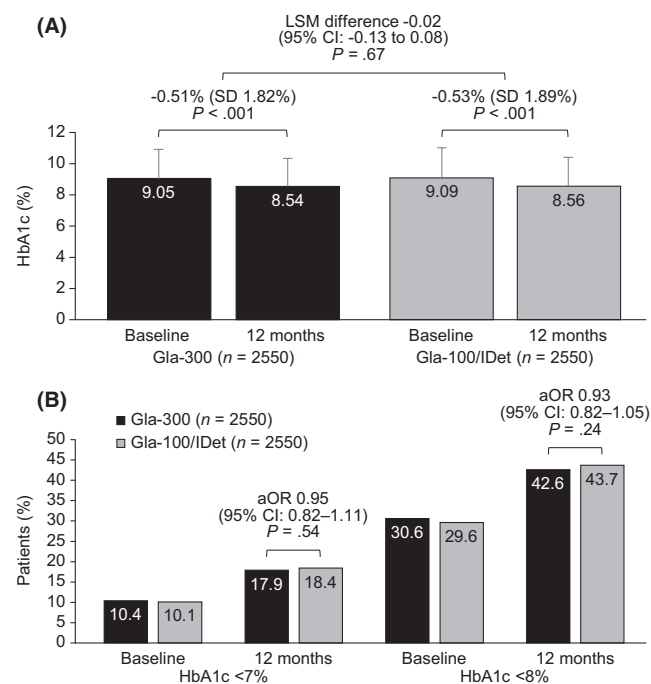 (A)
LSM difference -0.02
(95% CI: -0.13 to 0.08)
P = .67
-0.51% (SD 1.82%)
P < .001
-0.53% (SD 1.89%)
P < .001
HbA1c (%)
12
10
8
6
4
2
0
9.05
8.54
9.09
8.56
Baseline
12 months
Baseline
12 months
Gla-300 (n = 2550)
Gla-100/IDet (n = 2550)
(B)
Gla-300 (n = 2550)
Gla-100/IDet (n = 2550)
aOR 0.93
(95% CI: 0.82–1.05)
P = .24
aOR 0.95
(95% CI: 0.82–1.11)
P = .54
Patients (%)
50
45
40
35
30
25
20
15
10
5
0
10.4
10.1
17.9
18.4
30.6
29.6
42.6
43.7
Baseline
12 months
Baseline
12 months
HbA1c <7%
HbA1c <8%